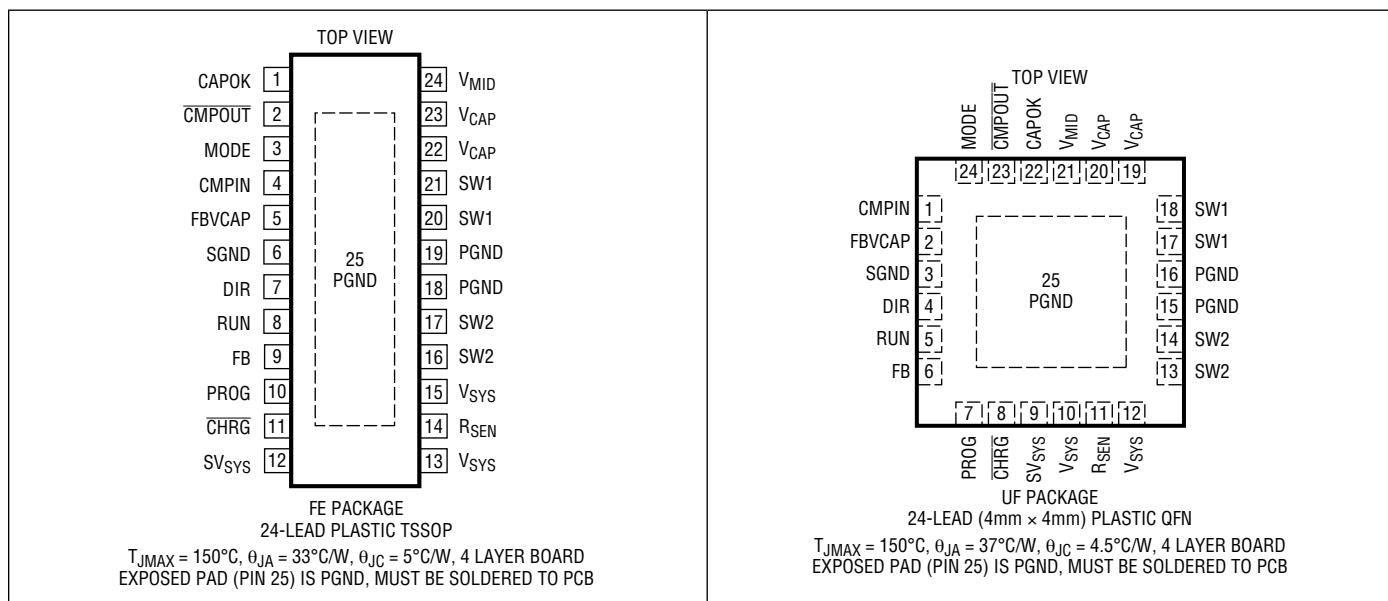 TOP VIEW
CAPOK 1
CMPOUT 2
MODE 3
CMPIN 4
FBVCAP 5
SGND 6
DIR 7
RUN 8
FB 9
PROG 10
CHRG 11
SVSYS 12
24 VMID
23 VCAP
22 VCAP
21 SW1
20 SW1
19 PGND
18 PGND
17 SW2
16 SW2
15 VSYS
14 RSEN
13 VSYS
25
PGND
FE PACKAGE
24-LEAD PLASTIC TSSOP
TJMAX = 150°C, θJA = 33°C/W, θJC = 5°C/W, 4 LAYER BOARD
EXPOSED PAD (PIN 25) IS PGND, MUST BE SOLDERED TO PCB
TOP VIEW
MODE
CMPOUT
CAPOK
VMID
VCAP
VCAP
24 23 22 21 20 19
CMPIN 1
FBVCAP 2
SGND 3
DIR 4
RUN 5
FB 6
18 SW1
17 SW1
16 PGND
15 PGND
14 SW2
13 SW2
25
PGND
7 8 9 10 11 12
PROG
CHRG
SVSYS
VSYS
RSEN
VSYS
UF PACKAGE
24-LEAD (4mm × 4mm) PLASTIC QFN
TJMAX = 150°C, θJA = 37°C/W, θJC = 4.5°C/W, 4 LAYER BOARD
EXPOSED PAD (PIN 25) IS PGND, MUST BE SOLDERED TO PCB